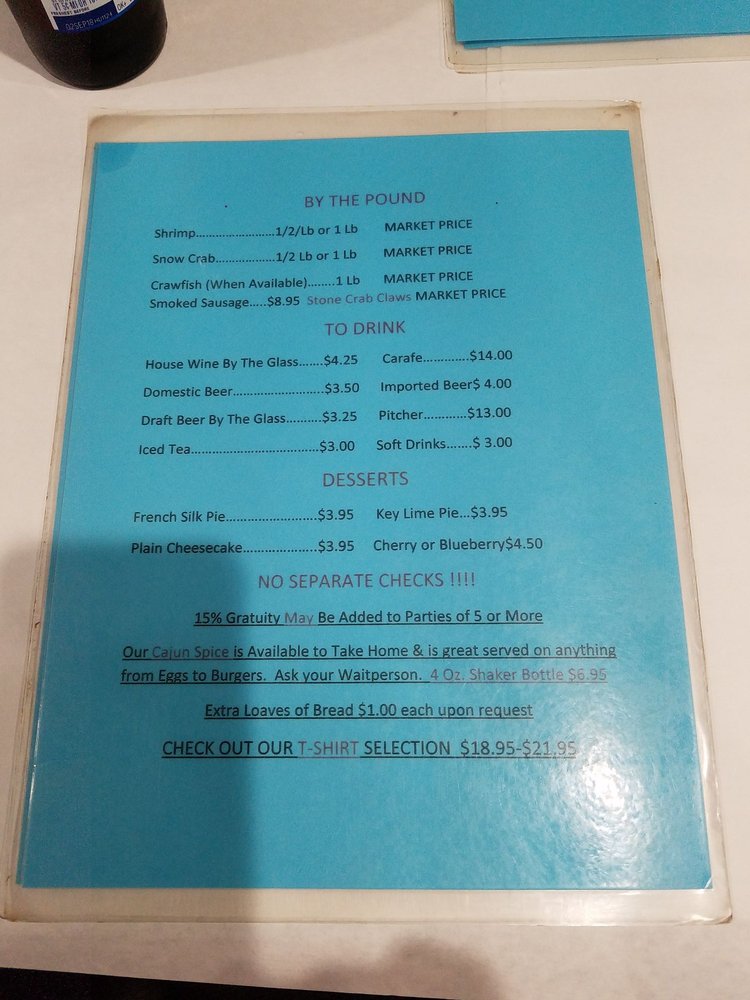 02SEP18
BY THE POUND
Shrimp........................1/2/Lb or 1 Lb MARKET PRICE
Snow Crab..................1/2 Lb or 1 Lb MARKET PRICE
Crawfish (When Available)........1 Lb MARKET PRICE
Smoked Sausage.....$8.95 Stone Crab Claws MARKET PRICE
TO DRINK
House Wine By The Glass.......$4.25 Carafe..............$14.00
Domestic Beer...........................$3.50 Imported Beer$ 4.00
Draft Beer By The Glass..........$3.25 Pitcher.............$13.00
Iced Tea......................................$3.00 Soft Drinks.......$ 3.00
DESSERTS
French Silk Pie...........................$3.95 Key Lime Pie...$3.95
Plain Cheesecake......................$3.95 Cherry or Blueberry$4.50
NO SEPARATE CHECKS !!!!
15% Gratuity May Be Added to Parties of 5 or More
Our Cajun Spice is Available to Take Home & is great served on anything
from Eggs to Burgers. Ask your Waitperson. 4 Oz. Shaker Bottle $6.95
Extra Loaves of Bread $1.00 each upon request
CHECK OUT OUR T-SHIRT SELECTION $18.95-$21.95